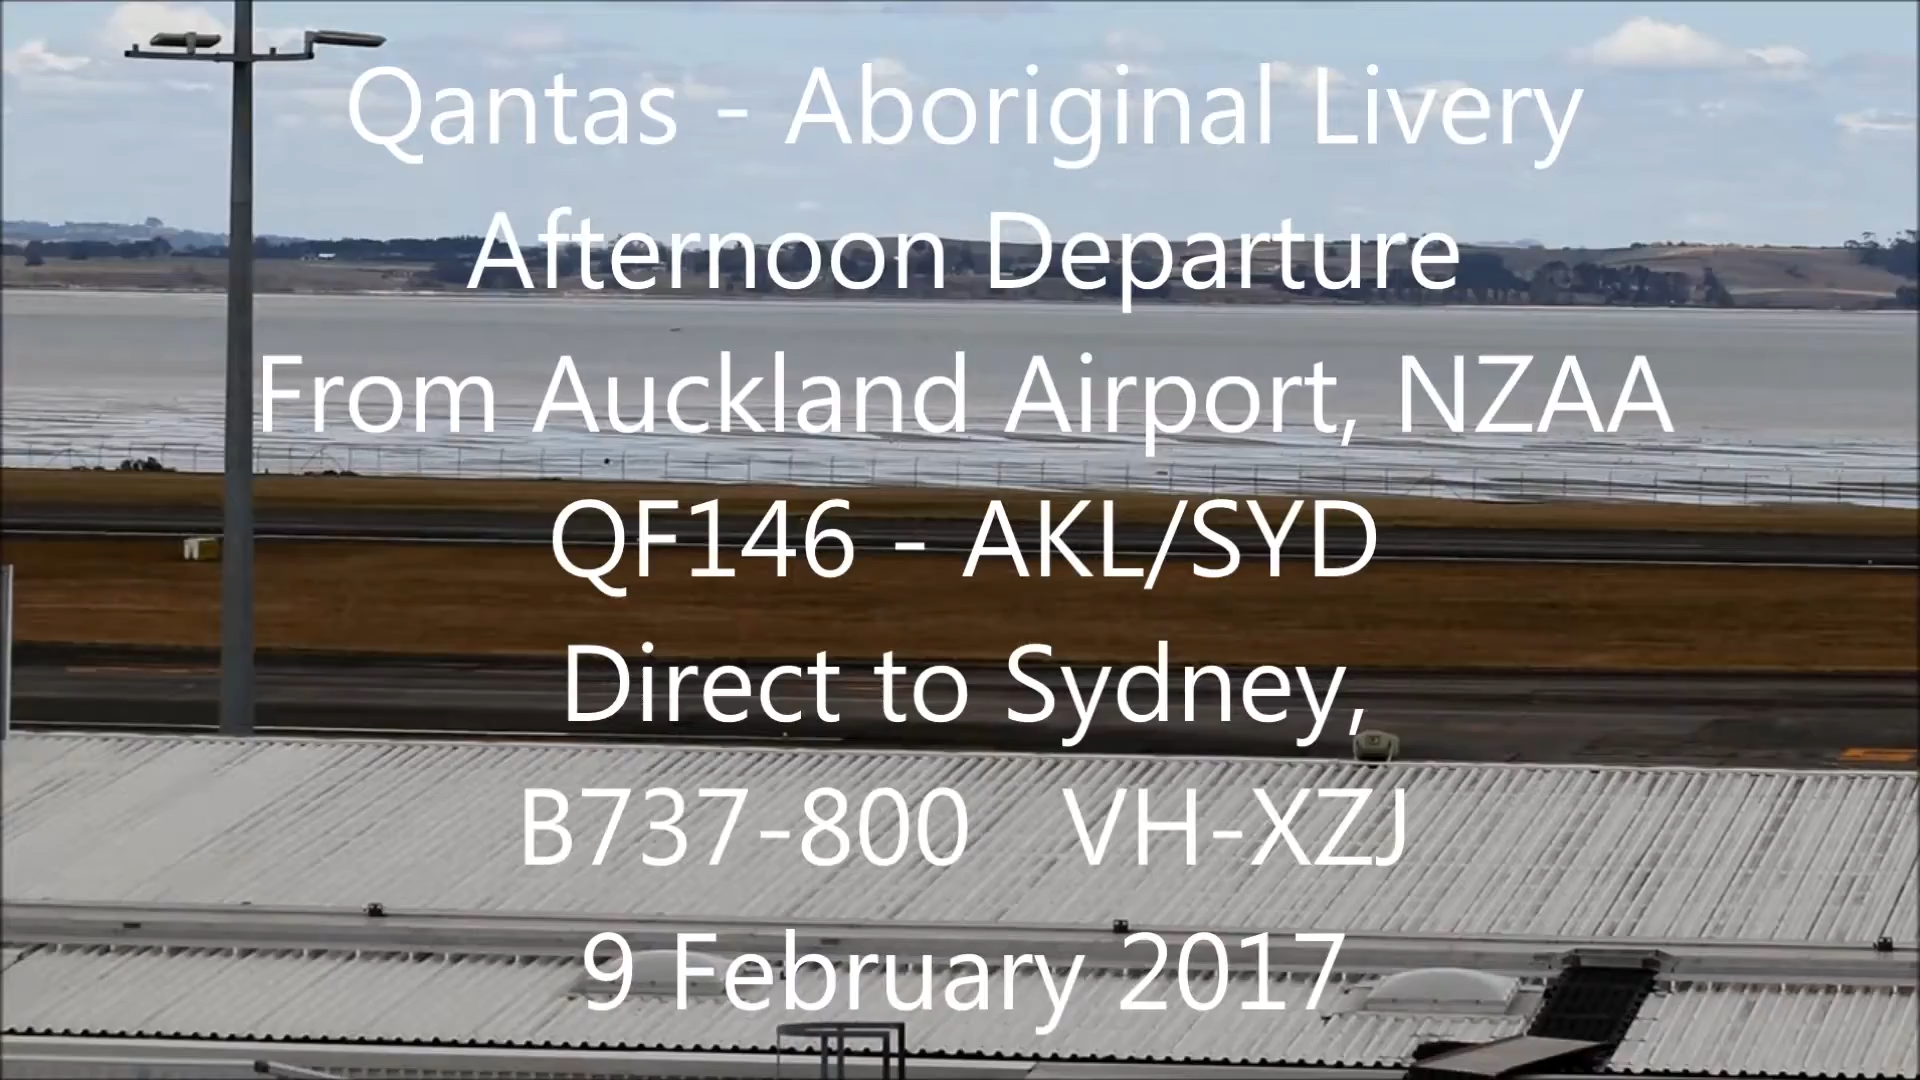 Qantas - Aboriginal Livery
Afternoon Departure
From Auckland Airport, NZAA
QF146 - AKL/SYD
Direct to Sydney,
B737-800 VH-XZJ
9 February 2017